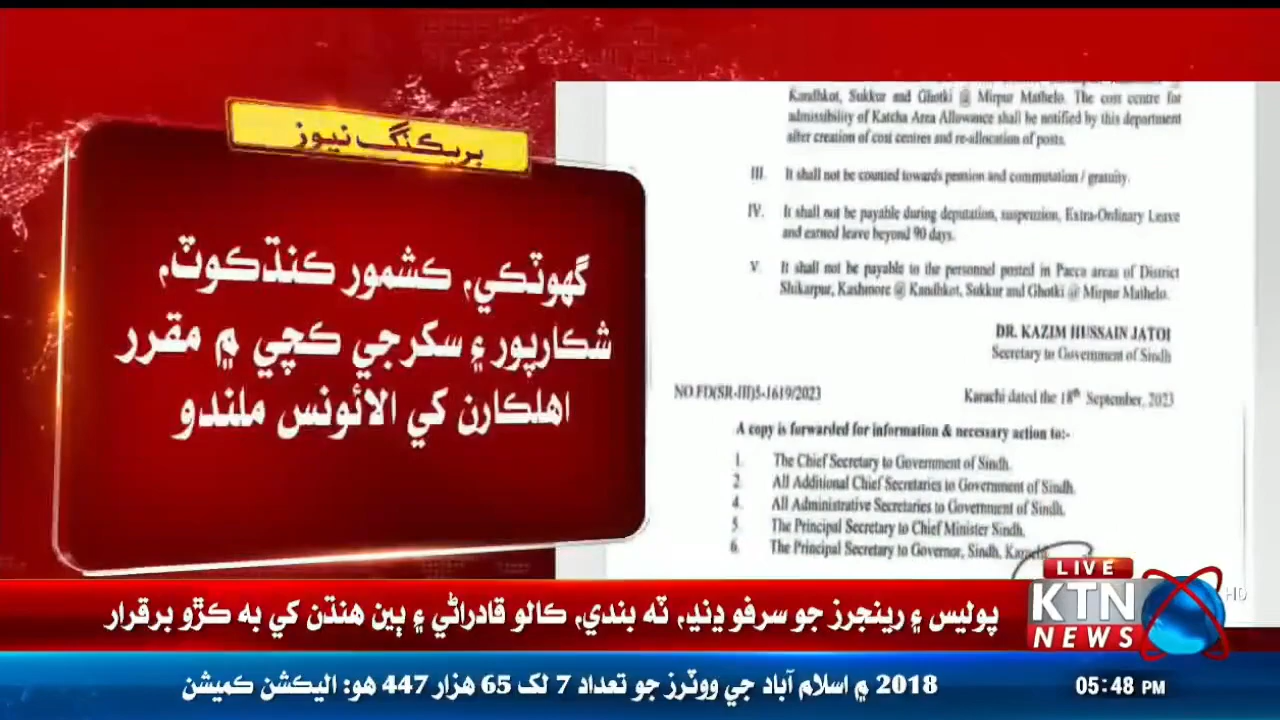 بريڪنگ نيوز
گهوٽڪي، ڪشمور ڪنڌڪوٽ،
شڪارپور ۽ سکر جي ڪچي ۾ مقرر
اهلڪارن کي الائونس ملندو
Kandhkot, Sukkur and Ghotki @ Mirpur Mathelo. The cost centre for
admissibility of Katcha Area Allowance shall be notified by this department
after creation of cost centres and re-allocation of posts.
III. It shall not be counted towards pension and commutation / gratuity.
IV. It shall not be payable during deputation, suspension, Extra-Ordinary Leave
and earned leave beyond 90 days.
V. It shall not be payable to the personnel posted in Pacca areas of District
Shikarpur, Kashmore @ Kandhkot, Sukkur and Ghotki @ Mirpur Mathelo.
DR. KAZIM HUSSAIN JATOI
Secretary to Government of Sindh
NO FD(SR-III)5-1619/2023 Karachi dated the 18th September, 2023
A copy is forwarded for information & necessary action to:-
1. The Chief Secretary to Government of Sindh.
2. All Additional Chief Secretaries to Government of Sindh.
4. All Administrative Secretaries to Government of Sindh.
5. The Principal Secretary to Chief Minister Sindh.
6. The Principal Secretary to Governor, Sindh, Karachi.
پوليس ۽ رينجرز جو سرفو ڍنڍ، ٽه بندي، ڪالو قادراڻي ۽ ٻين هنڌن کي به ڪڙو برقرار
LIVE
KTN
NEWS
HD
2018 ۾ اسلام آباد جي ووٽرز جو تعداد 7 لک 65 هزار 447 هو: اليڪشن ڪميشن
05:48 PM